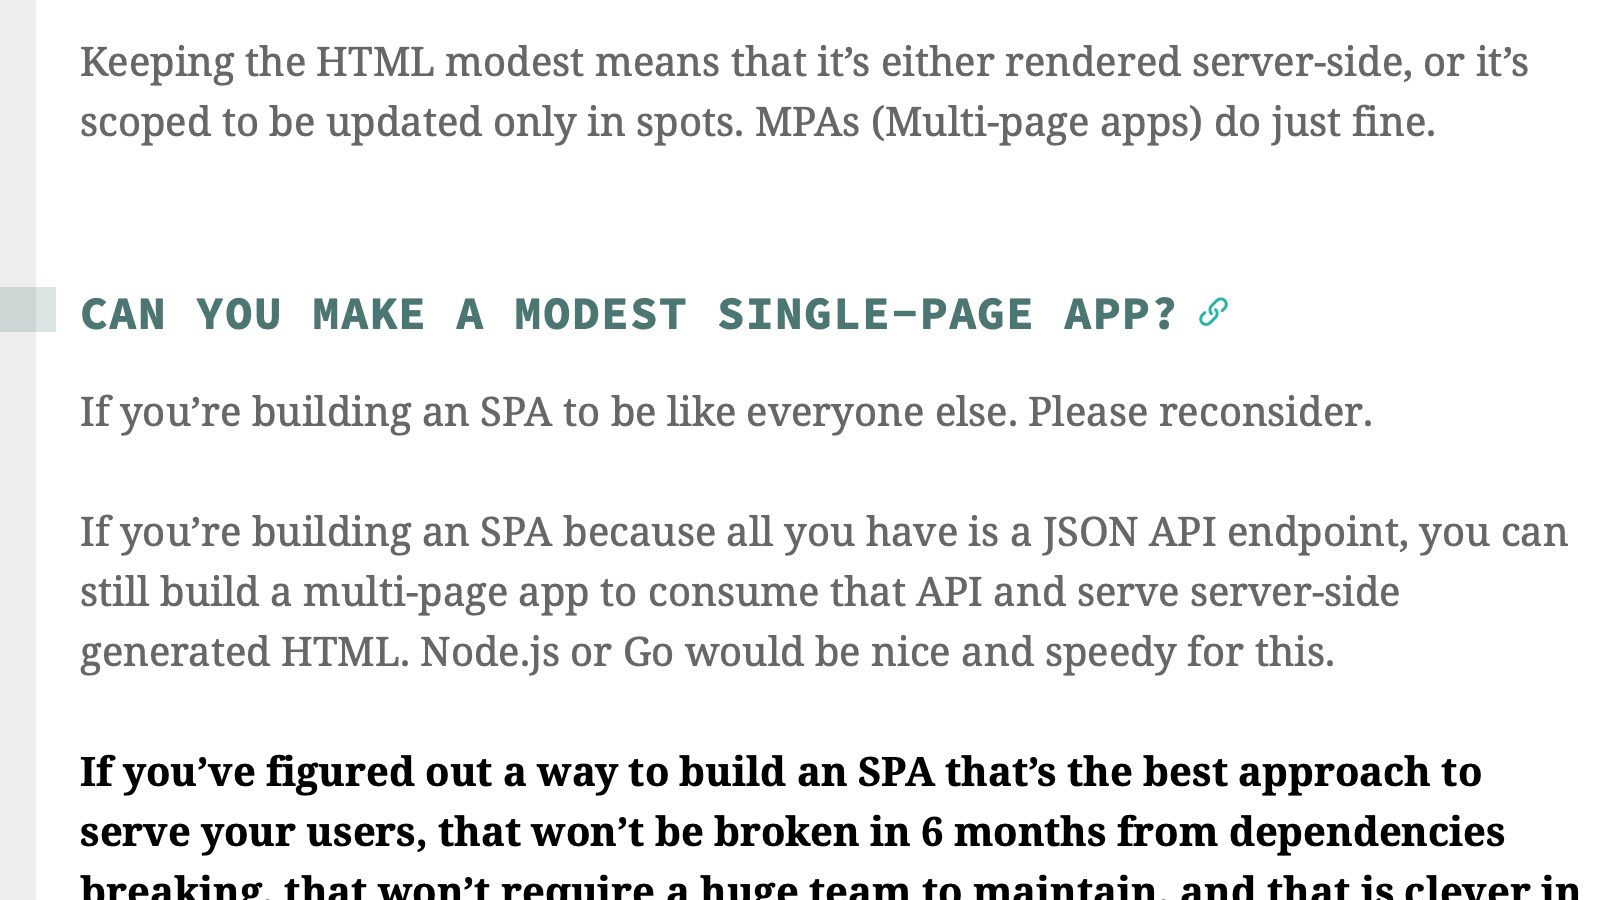 Keeping the HTML modest means that it’s either rendered server-side, or it’s
scoped to be updated only in spots. MPAs (Multi-page apps) do just fine.
CAN YOU MAKE A MODEST SINGLE-PAGE APP?
If you’re building an SPA to be like everyone else. Please reconsider.
If you’re building an SPA because all you have is a JSON API endpoint, you can
still build a multi-page app to consume that API and serve server-side
generated HTML. Node.js or Go would be nice and speedy for this.
If you’ve figured out a way to build an SPA that’s the best approach to
serve your users, that won’t be broken in 6 months from dependencies
breaking, that won’t require a huge team to maintain, and that is clever in